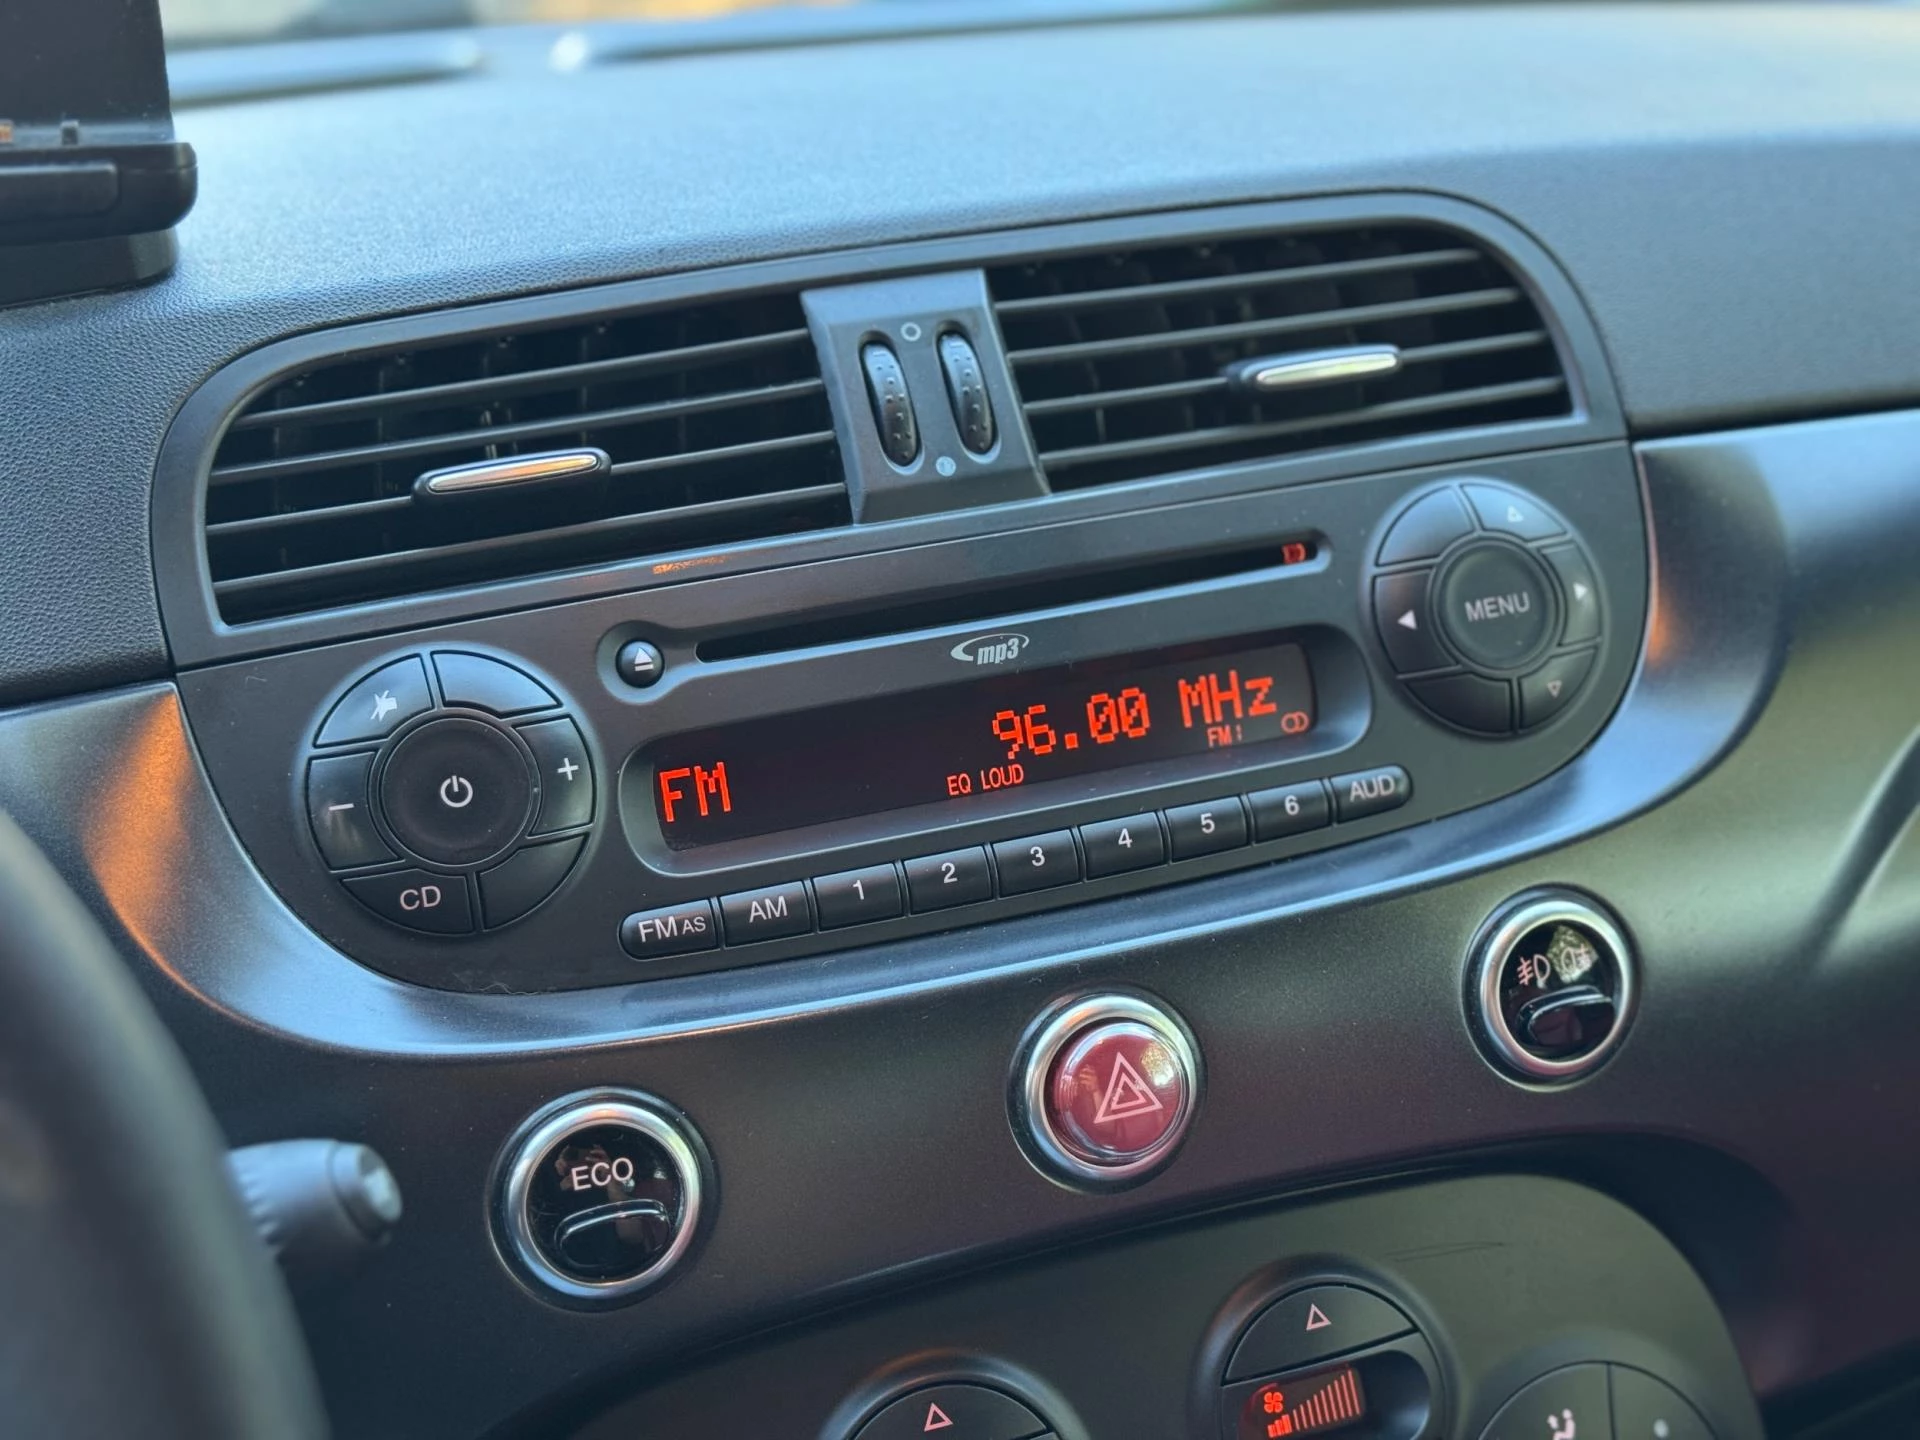 mp3
MENU
96.00 MHz
FM
EQ LOUD
FM1
+
-
CD
FM AS
AM
1
2
3
4
5
6
AUD
ECO